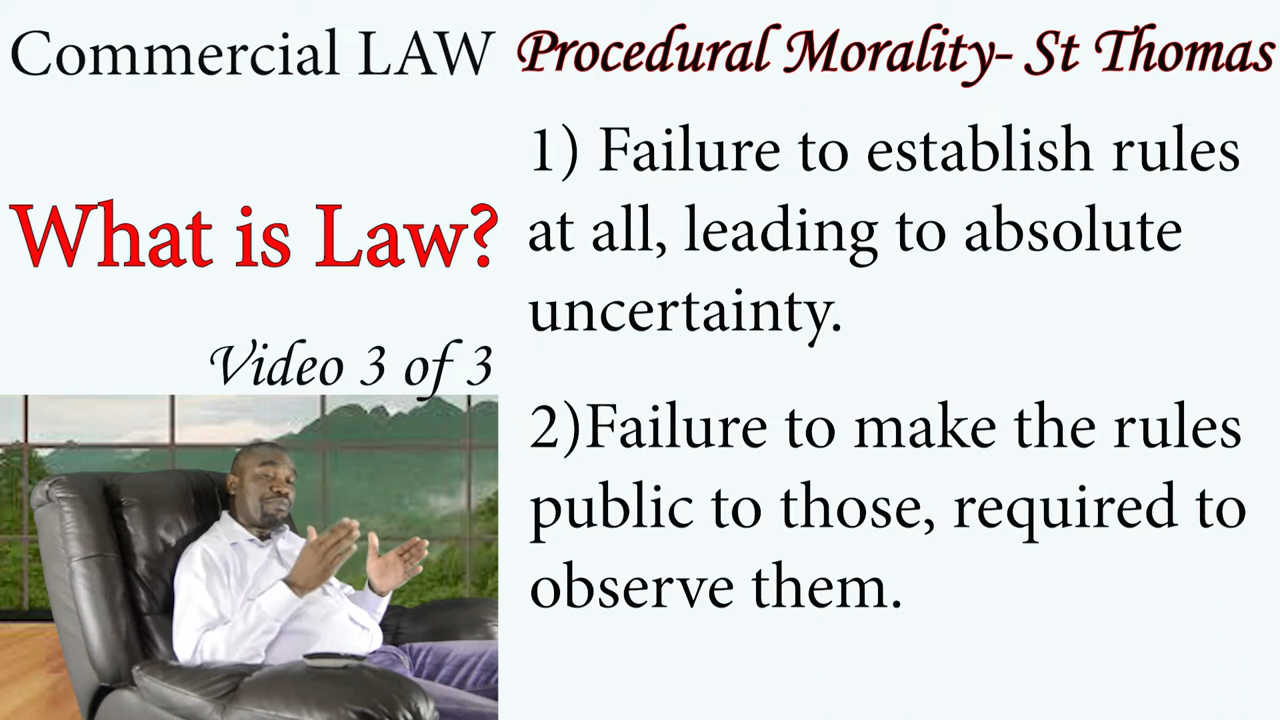 Commercial LAW
Procedural Morality- St Thomas
What is Law?
Video 3 of 3
1) Failure to establish rules
at all, leading to absolute
uncertainty.
2)Failure to make the rules
public to those, required to
observe them.